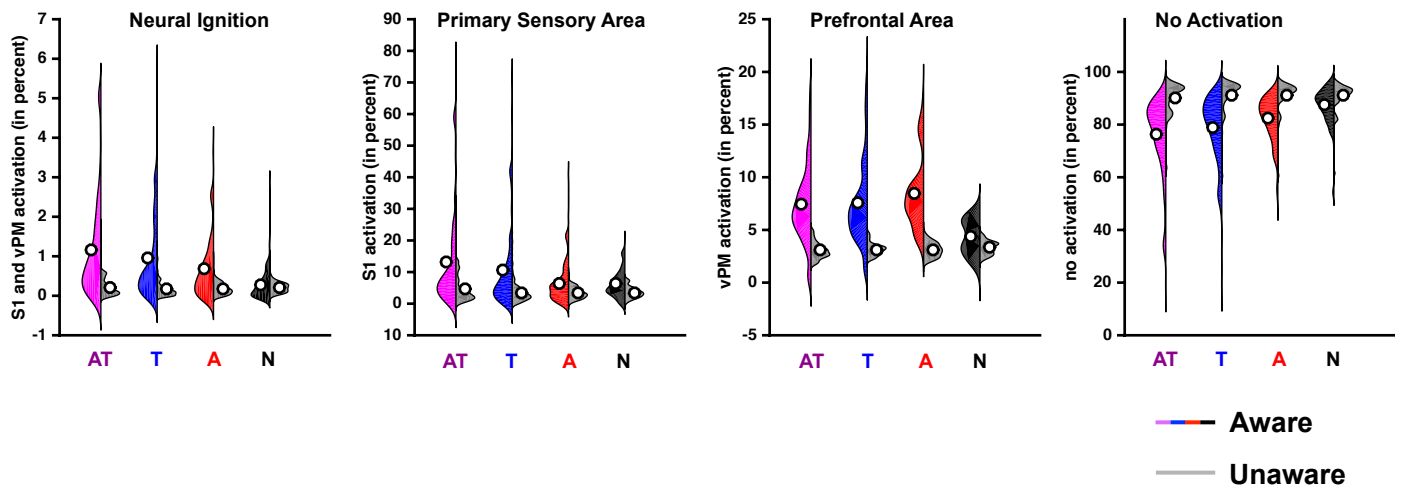 Neural Ignition
S1 and vPM activation (in percent)
7
6
5
4
3
2
1
0
-1
AT T A N
Primary Sensory Area
S1 activation (in percent)
90
80
70
60
50
40
30
20
10
0
10
AT T A N
Prefrontal Area
vPM activation (in percent)
25
20
15
10
5
0
-5
AT T A N
No Activation
no activation (in percent)
100
80
60
40
20
0
AT T A N
Aware
Unaware